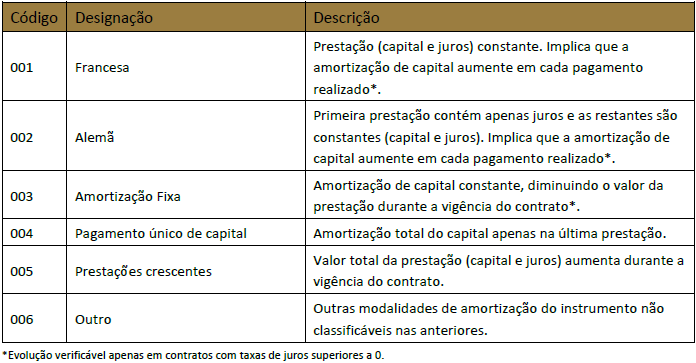 Código Designação Descrição
Prestação (capital e juros) constante. Implica que a
001 Francesa amortização de capital aumente em cada pagamento
realizado*.
Primeira prestação contém apenas juros e as restantes são
002 Alemã constantes (capital e juros). Implica que a amortização de
capital aumente em cada pagamento realizado*.
003 Amortização Fixa Amortização de capital constante, diminuindo o valor da
prestação durante a vigência do contrato*.
004 Pagamento único de capital Amortização total do capital apenas na última prestação.
005 Prestações crescentes Valor total da prestação (capital e juros) aumenta durante a
vigência do contrato.
006 Outro Outras modalidades de amortização do instrumento não
classificáveis nas anteriores.
*Evolução verificável apenas em contratos com taxas de juros superiores a 0.